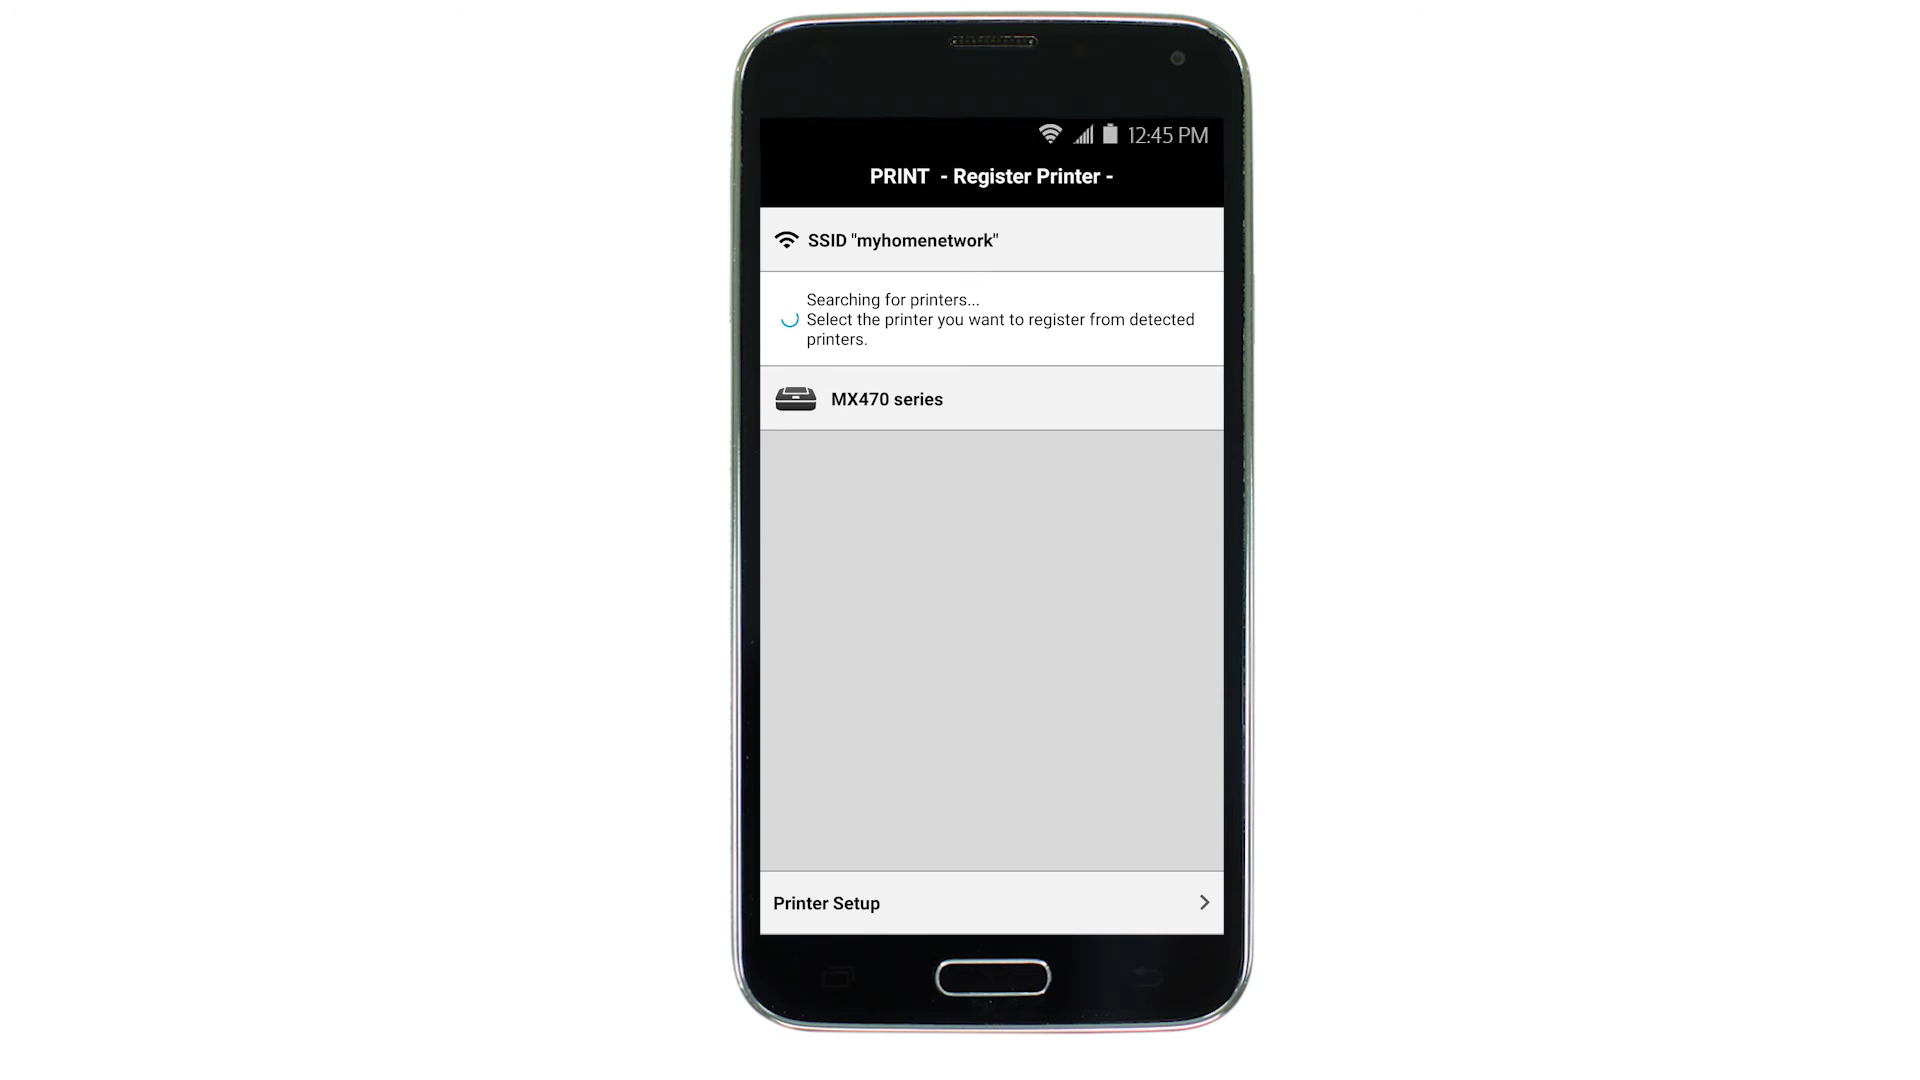 12:45 PM
PRINT  - Register Printer -
SSID "myhomenetwork"
Searching for printers...
Select the printer you want to register from detected
printers.
MX470 series
Printer Setup